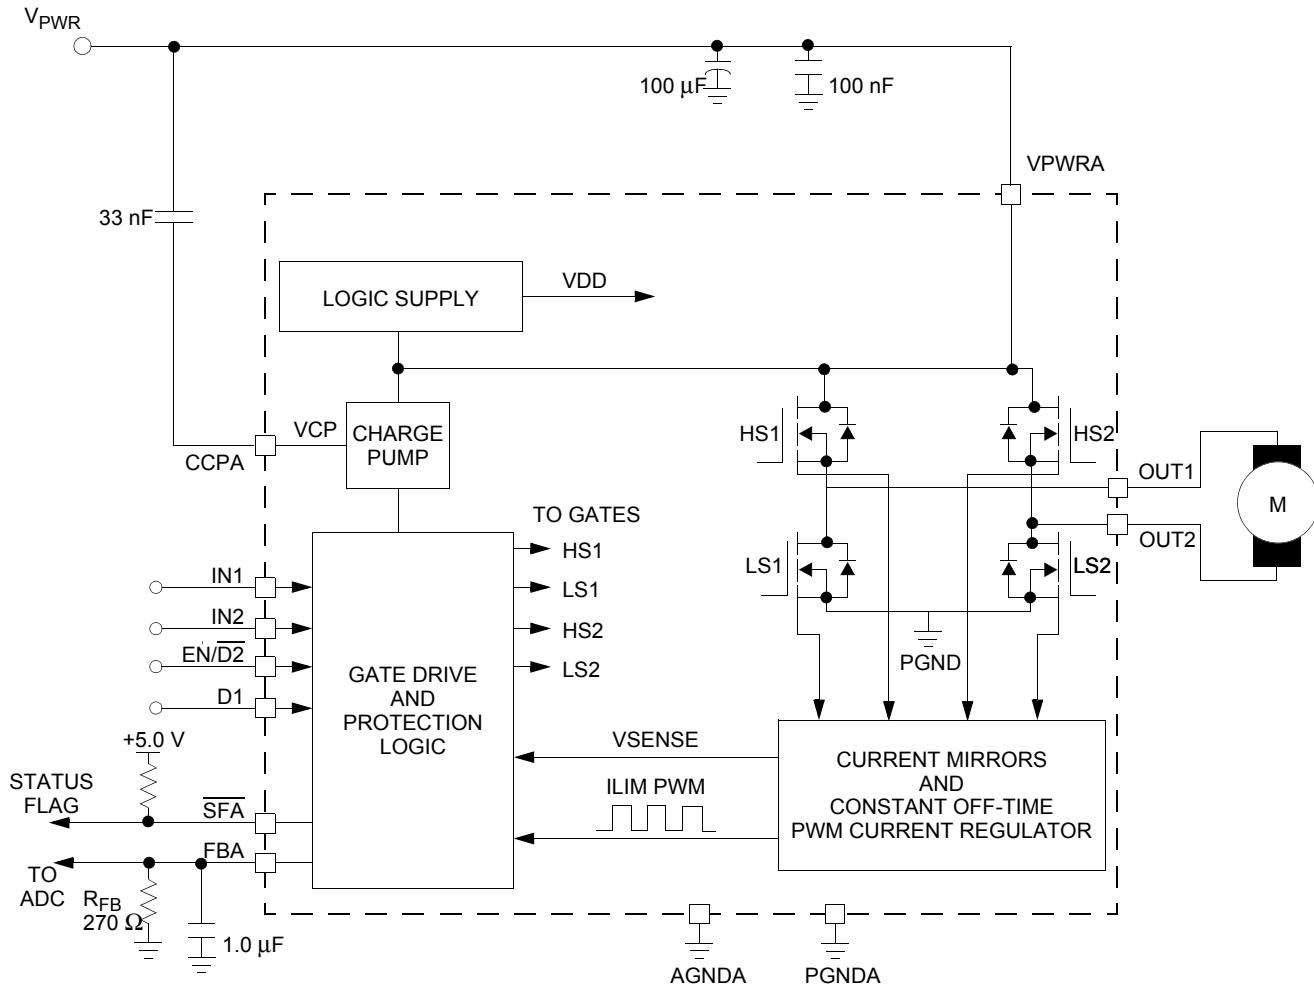 VPWR
100 μF
100 nF
VPWRA
33 nF
LOGIC SUPPLY
VDD
VCP
CHARGE
PUMP
CCPA
HS1
HS2
OUT1
M
OUT2
TO GATES
HS1
LS1
HS2
LS2
LS1
LS2
PGND
IN1
IN2
EN/D2
D1
GATE DRIVE
AND
PROTECTION
LOGIC
+5.0 V
STATUS
FLAG
SFA
FBA
TO
ADC
RFB
270 Ω
1.0 μF
VSENSE
ILIM PWM
CURRENT MIRRORS
AND
CONSTANT OFF-TIME
PWM CURRENT REGULATOR
AGNDA
PGNDA